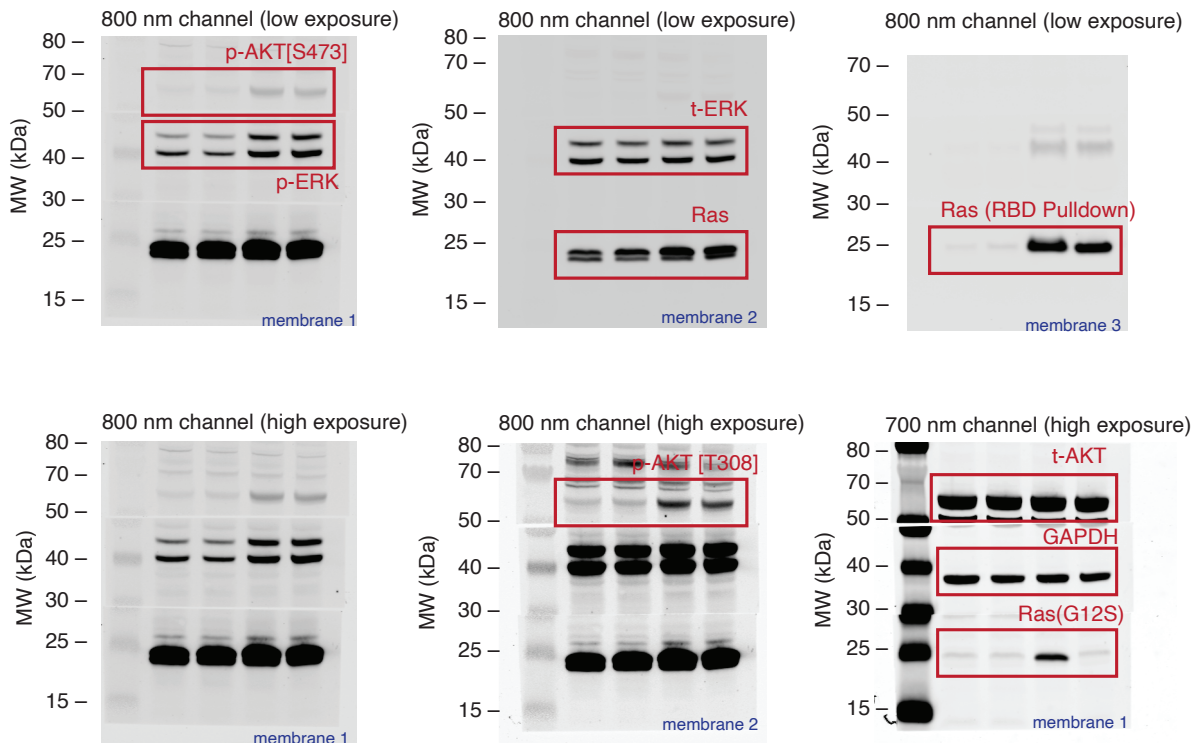 800 nm channel (low exposure)
MW (kDa)
80
70
50
40
30
25
15
p-AKT[S473]
p-ERK
membrane 1
800 nm channel (low exposure)
MW (kDa)
80
70
50
40
30
25
15
t-ERK
Ras
membrane 2
800 nm channel (low exposure)
MW (kDa)
70
50
40
30
25
15
Ras (RBD Pulldown)
membrane 3
800 nm channel (high exposure)
MW (kDa)
80
70
50
40
30
25
15
membrane 1
800 nm channel (high exposure)
MW (kDa)
80
70
50
40
30
25
15
p-AKT [T308]
membrane 2
700 nm channel (high exposure)
MW (kDa)
80
70
60
50
40
30
25
15
t-AKT
GAPDH
Ras(G12S)
membrane 1